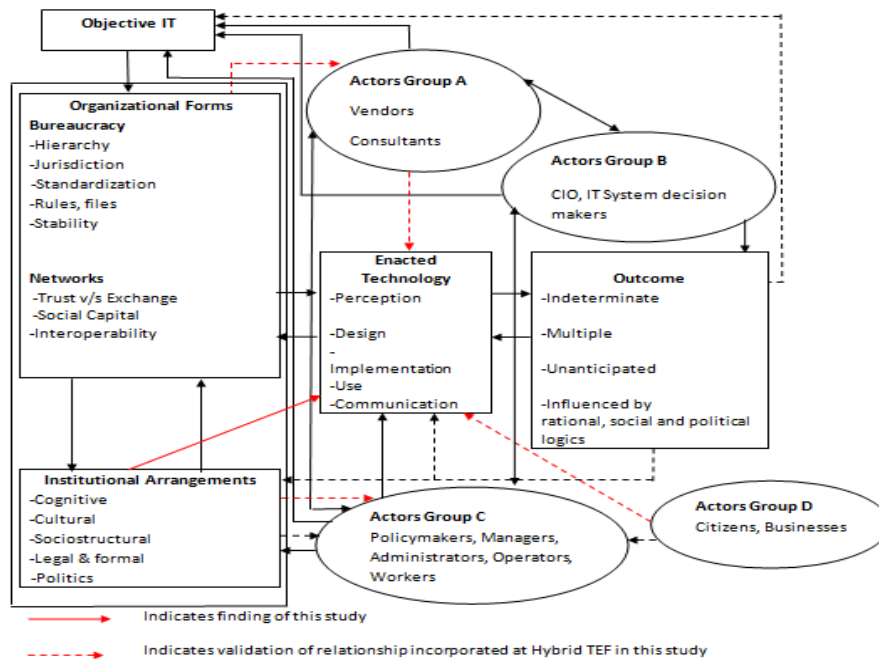 Objective IT
Organizational Forms
Bureaucracy
-Hierarchy
-Jurisdiction
-Standardization
-Rules, files
-Stability
Networks
-Trust v/s Exchange
-Social Capital
-Interoperability
Actors Group A
Vendors
Consultants
Actors Group B
CIO, IT System decision
makers
Enacted
Technology
-Perception
-Design
-
Implementation
-Use
-Communication
Outcome
-Indeterminate
-Multiple
-Unanticipated
-Influenced by
rational, social and political
logics
Institutional Arrangements
-Cognitive
-Cultural
-Sociostructural
-Legal & formal
-Politics
Actors Group C
Policymakers, Managers,
Administrators, Operators,
Workers
Actors Group D
Citizens, Businesses
Indicates finding of this study
Indicates validation of relationship incorporated at Hybrid TEF in this study